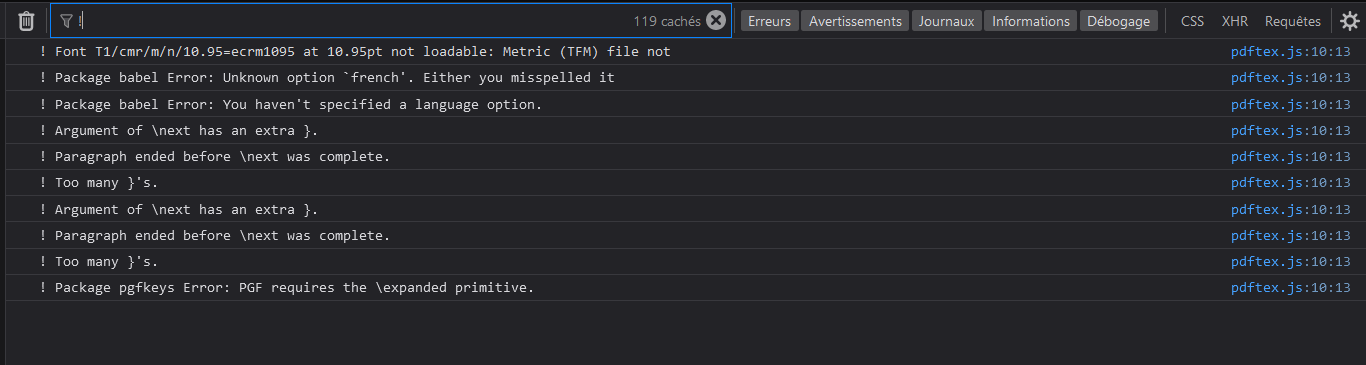 ! 119 cachés Erreurs Avertissements Journaux Informations Débogage CSS XHR Requêtes
! Font T1/cmr/m/n/10.95=ecrm1095 at 10.95pt not loadable: Metric (TFM) file not pdftex.js:10:13
! Package babel Error: Unknown option `french'. Either you misspelled it pdftex.js:10:13
! Package babel Error: You haven't specified a language option. pdftex.js:10:13
! Argument of \next has an extra }. pdftex.js:10:13
! Paragraph ended before \next was complete. pdftex.js:10:13
! Too many }'s. pdftex.js:10:13
! Argument of \next has an extra }. pdftex.js:10:13
! Paragraph ended before \next was complete. pdftex.js:10:13
! Too many }'s. pdftex.js:10:13
! Package pgfkeys Error: PGF requires the \expanded primitive. pdftex.js:10:13